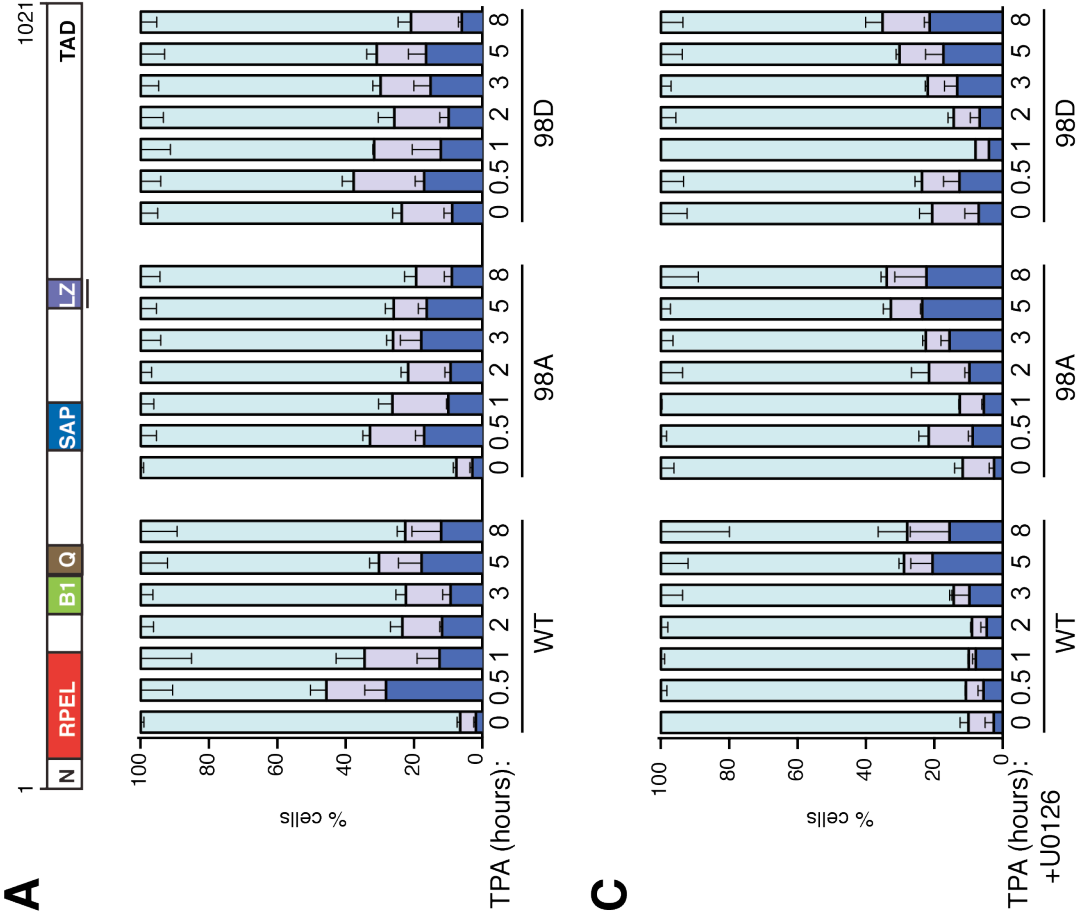 A
1 1021
N RPEL B1 Q SAP LZ TAD
100
80
60
40
20
0
% cells
TPA (hours): 0 0.5 1 2 3 5 8 0 0.5 1 2 3 5 8 0 0.5 1 2 3 5 8
WT 98A 98D
C
100
80
60
40
20
0
% cells
TPA (hours): 0 0.5 1 2 3 5 8 0 0.5 1 2 3 5 8 0 0.5 1 2 3 5 8
+U0126 WT 98A 98D